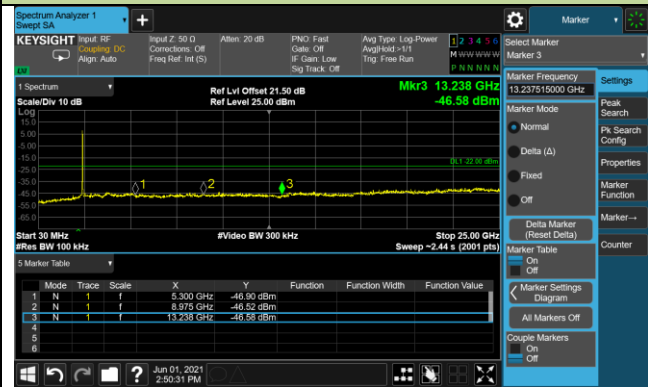 Spectrum Analyzer 1
Swept SA
Marker
KEYSIGHT
Input: RF
Coupling: DC
Align: Auto
Input Z: 50 Ω
Corrections: Off
Freq Ref: Int (S)
Atten: 20 dB
PNO: Fast
Gate: Off
IF Gain: Low
Sig Track: Off
Avg Type: Log-Power
Avg|Hold:>1/1
Trig: Free Run
1 2 3 4 5 6
M W W W W W
P N N N N N
LXI
Select Marker
Marker 3
1 Spectrum
Scale/Div 10 dB
Log
Ref Lvl Offset 21.50 dB
Ref Level 25.00 dBm
Mkr3 13.238 GHz
-46.58 dBm
15.0
5.00
-5.00
-15.0
-25.0
-35.0
-45.0
-55.0
-65.0
DL1 -22.00 dBm
1
2
3
Start 30 MHz
#Res BW 100 kHz
#Video BW 300 kHz
Stop 25.00 GHz
Sweep ~2.44 s (2001 pts)
5 Marker Table
Mode Trace Scale X Y Function Function Width Function Value
1 N 1 f 5.300 GHz -46.90 dBm
2 N 1 f 8.975 GHz -46.52 dBm
3 N 1 f 13.238 GHz -46.58 dBm
4
5
6
Marker Frequency
13.237515000 GHz
Marker Mode
Normal
Delta (Δ)
Fixed
Off
Delta Marker
(Reset Delta)
Marker Table
On
Off
Marker Settings
Diagram
All Markers Off
Couple Markers
On
Off
Settings
Peak
Search
Pk Search
Config
Properties
Marker
Function
Marker→
Counter
?
Jun 01, 2021
2:50:31 PM